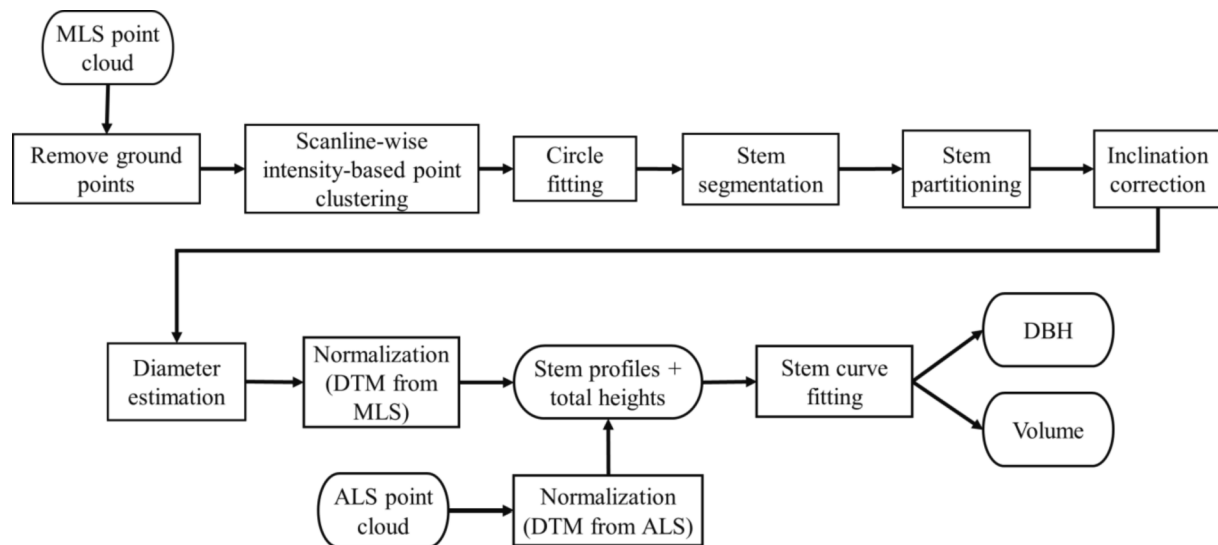 MLS point
cloud
Remove ground
points
Scanline-wise
intensity-based point
clustering
Circle
fitting
Stem
segmentation
Stem
partitioning
Inclination
correction
Diameter
estimation
Normalization
(DTM from
MLS)
Stem profiles +
total heights
Stem curve
fitting
DBH
Volume
ALS point
cloud
Normalization
(DTM from ALS)